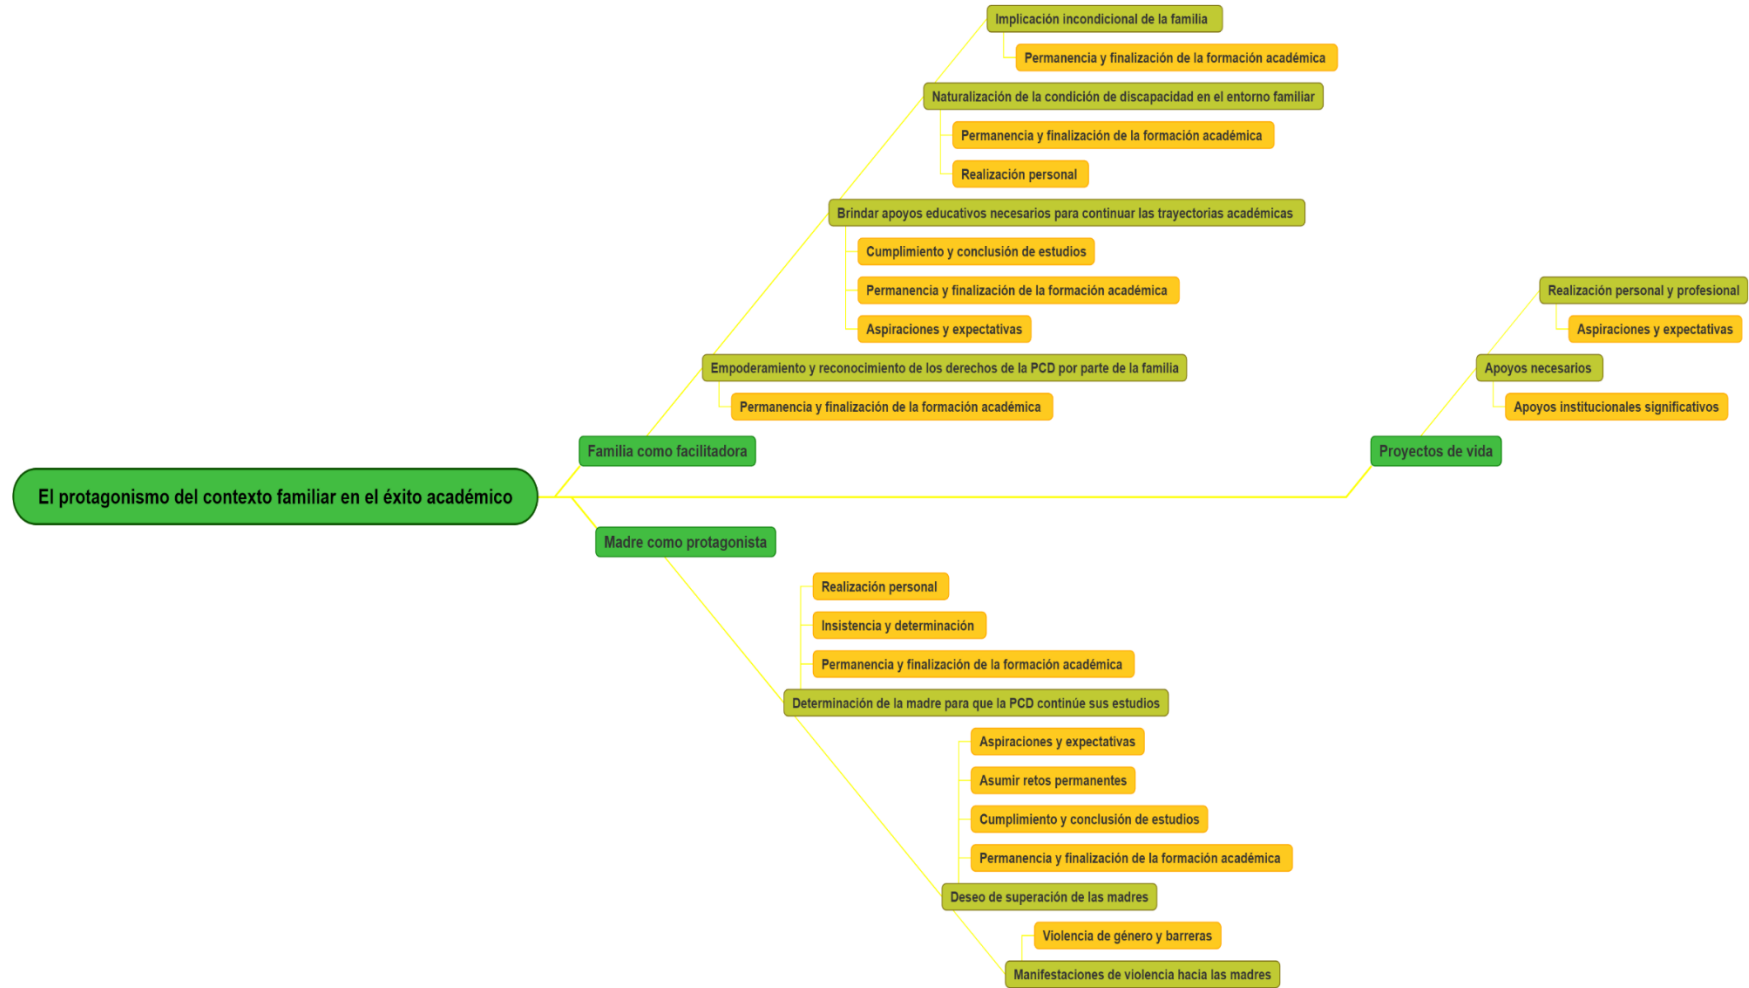 Implicación incondicional de la familia
Permanencia y finalización de la formación académica
Naturalización de la condición de discapacidad en el entorno familiar
Permanencia y finalización de la formación académica
Realización personal
Brindar apoyos educativos necesarios para continuar las trayectorias académicas
Cumplimiento y conclusión de estudios
Permanencia y finalización de la formación académica
Aspiraciones y expectativas
Empoderamiento y reconocimiento de los derechos de la PCD por parte de la familia
Permanencia y finalización de la formación académica
Familia como facilitadora
Realización personal y profesional
Aspiraciones y expectativas
Apoyos necesarios
Apoyos institucionales significativos
Proyectos de vida
El protagonismo del contexto familiar en el éxito académico
Madre como protagonista
Realización personal
Insistencia y determinación
Permanencia y finalización de la formación académica
Determinación de la madre para que la PCD continúe sus estudios
Aspiraciones y expectativas
Asumir retos permanentes
Cumplimiento y conclusión de estudios
Permanencia y finalización de la formación académica
Deseo de superación de las madres
Violencia de género y barreras
Manifestaciones de violencia hacia las madres